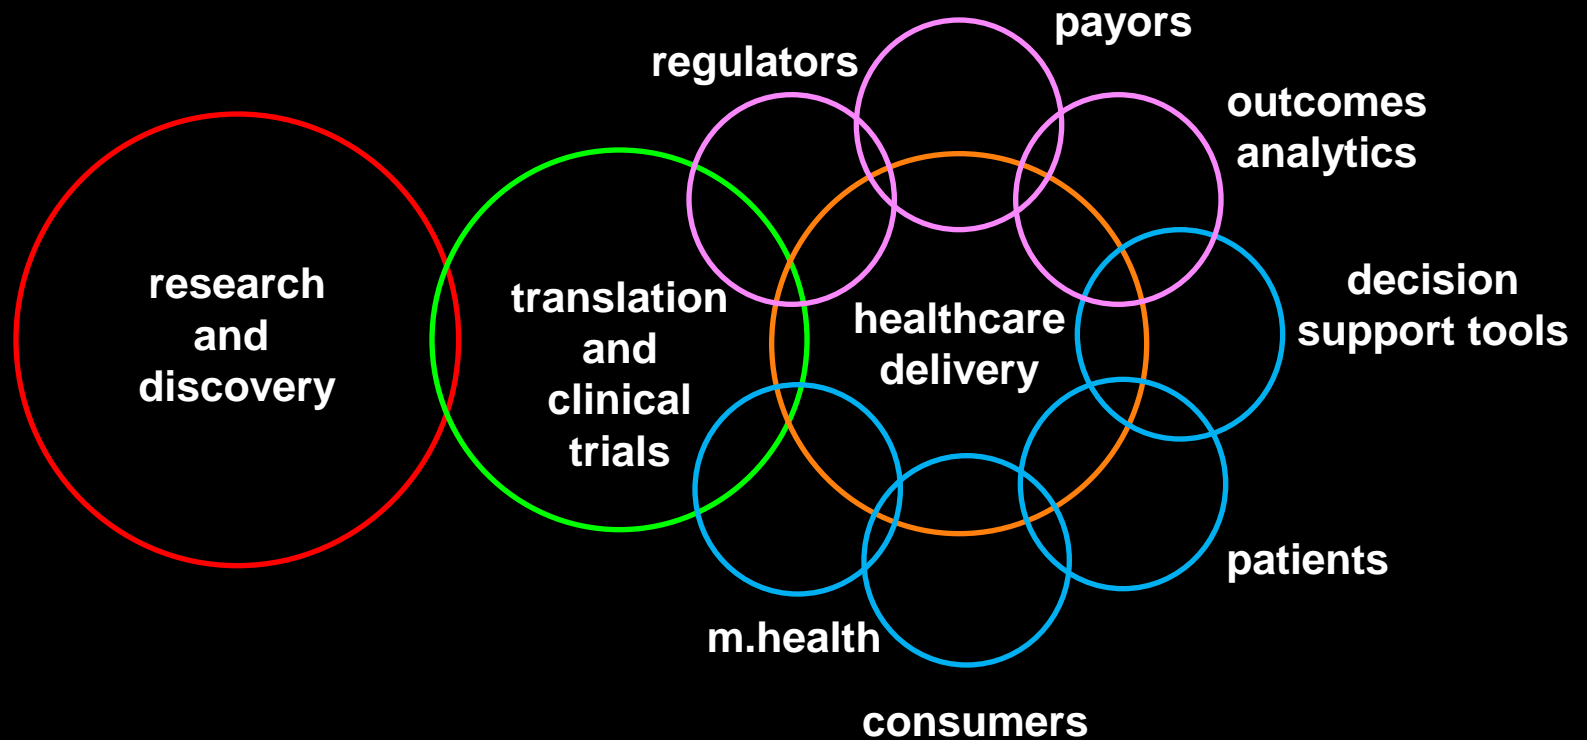 payors
regulators
outcomes
analytics
research
and
discovery
translation
and
clinical
trials
healthcare
delivery
decision
support tools
patients
m.health
consumers